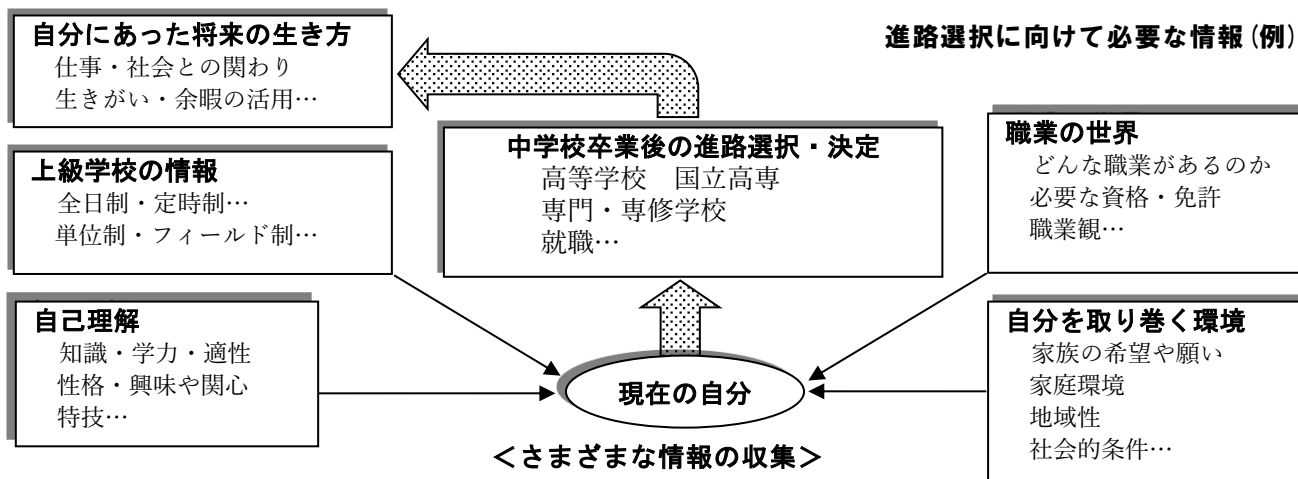 進路選択に向けて必要な情報(例)
自分にあった将来の生き方
仕事・社会との関わり
生きがい・余暇の活用…
上級学校の情報
全日制・定時制…
単位制・フィールド制…
自己理解
知識・学力・適性
性格・興味や関心
特技…
中学校卒業後の進路選択・決定
高等学校　国立高専
専門・専修学校
就職…
現在の自分
<さまざまな情報の収集>
職業の世界
どんな職業があるのか
必要な資格・免許
職業観…
自分を取り巻く環境
家族の希望や願い
家庭環境
地域性
社会的条件…